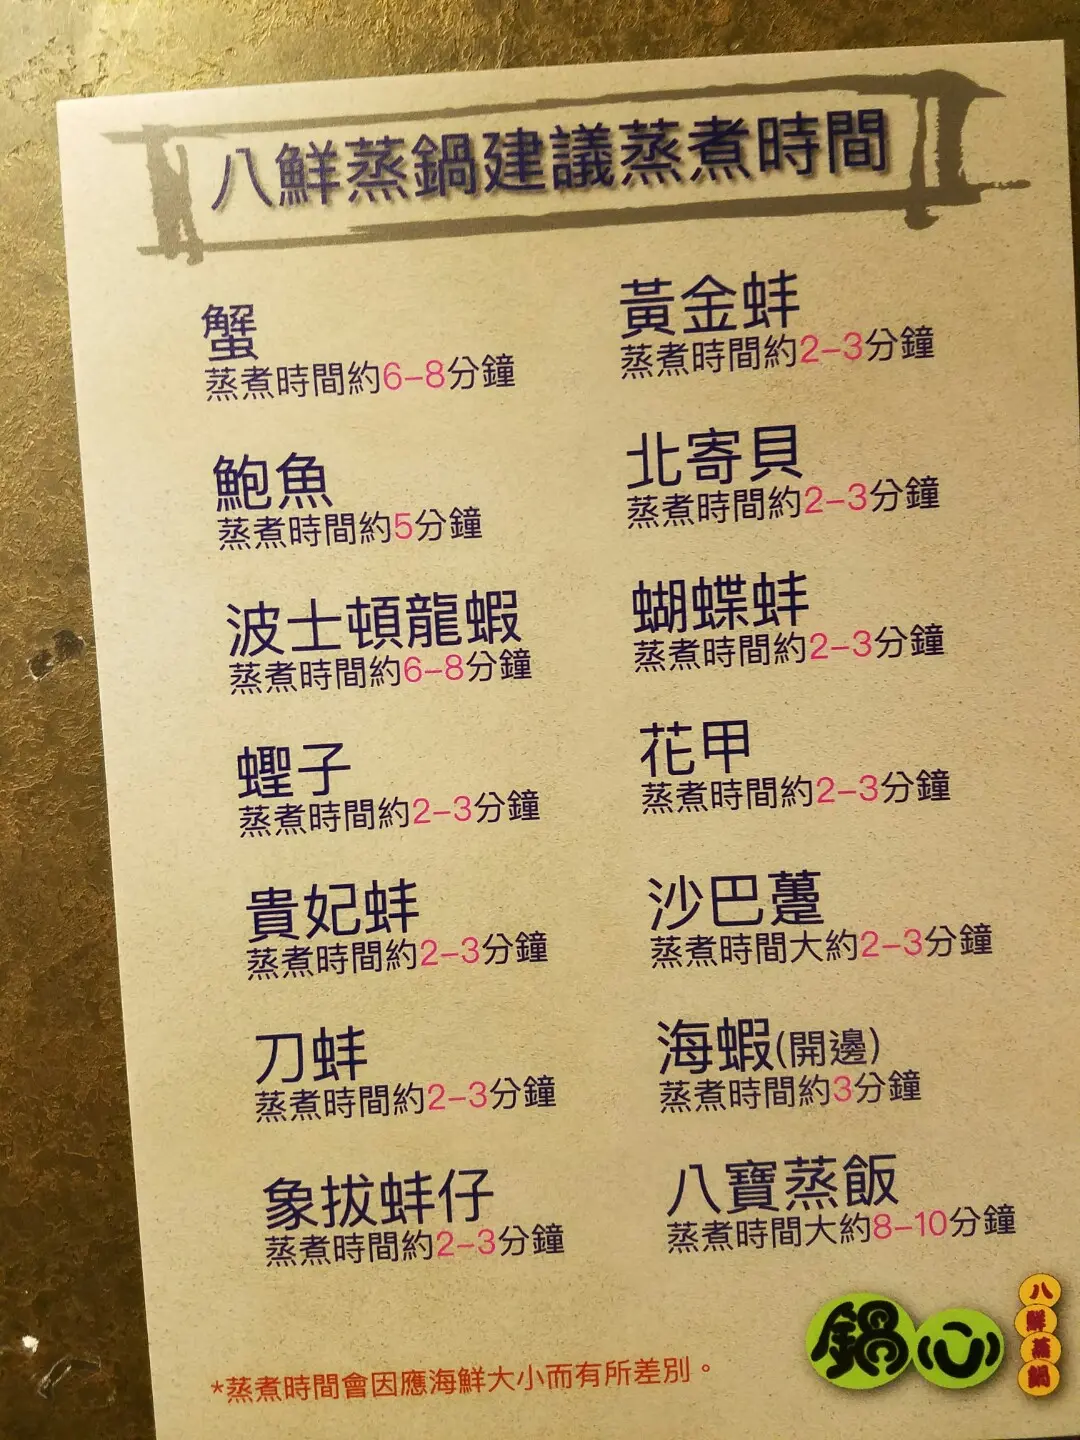 八鮮蒸鍋建議蒸煮時間
蟹
蒸煮時間約6-8分鐘
鮑魚
蒸煮時間約5分鐘
波士頓龍蝦
蒸煮時間約6-8分鐘
蟶子
蒸煮時間約2-3分鐘
貴妃蚌
蒸煮時間約2-3分鐘
刀蚌
蒸煮時間約2-3分鐘
象拔蚌仔
蒸煮時間約2-3分鐘
黃金蚌
蒸煮時間約2-3分鐘
北寄貝
蒸煮時間約2-3分鐘
蝴蝶蚌
蒸煮時間約2-3分鐘
花甲
蒸煮時間約2-3分鐘
沙巴躉
蒸煮時間大約2-3分鐘
海蝦(開邊)
蒸煮時間約3分鐘
八寶蒸飯
蒸煮時間大約8-10分鐘
*蒸煮時間會因應海鮮大小而有所差別。
鍋心
八鮮蒸鍋